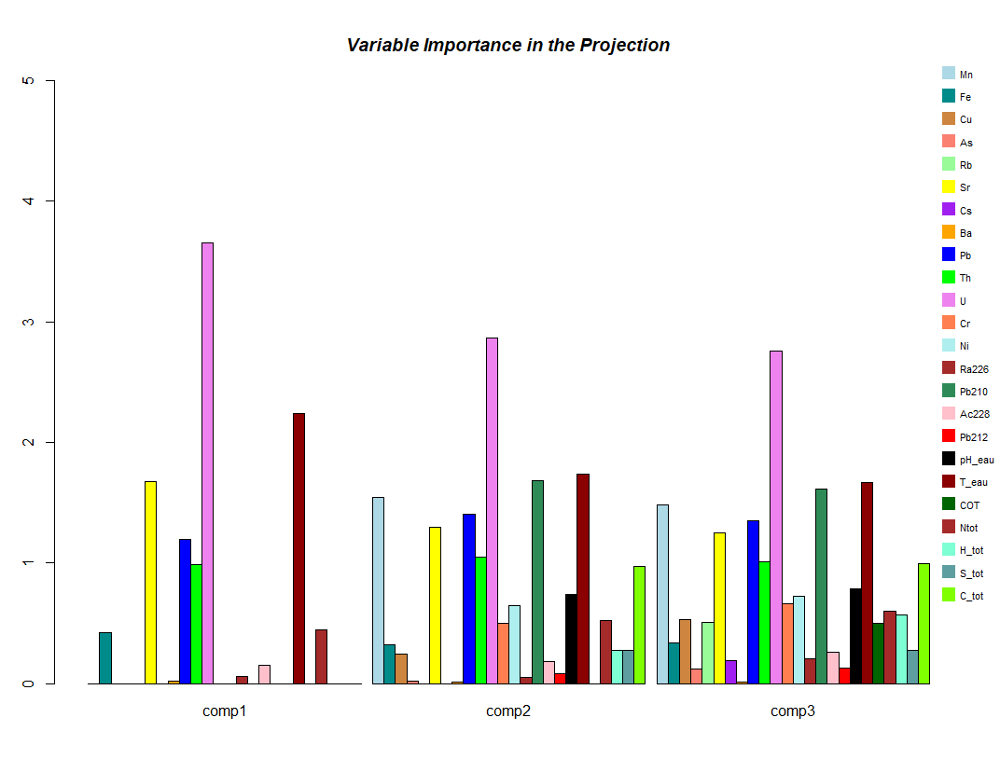 Variable Importance in the Projection
5
4
3
2
1
0
comp1
comp2
comp3
Mn
Fe
Cu
As
Rb
Sr
Cs
Ba
Pb
Th
U
Cr
Ni
Ra226
Pb210
Ac228
Pb212
pH_eau
T_eau
COT
Ntot
H_tot
S_tot
C_tot